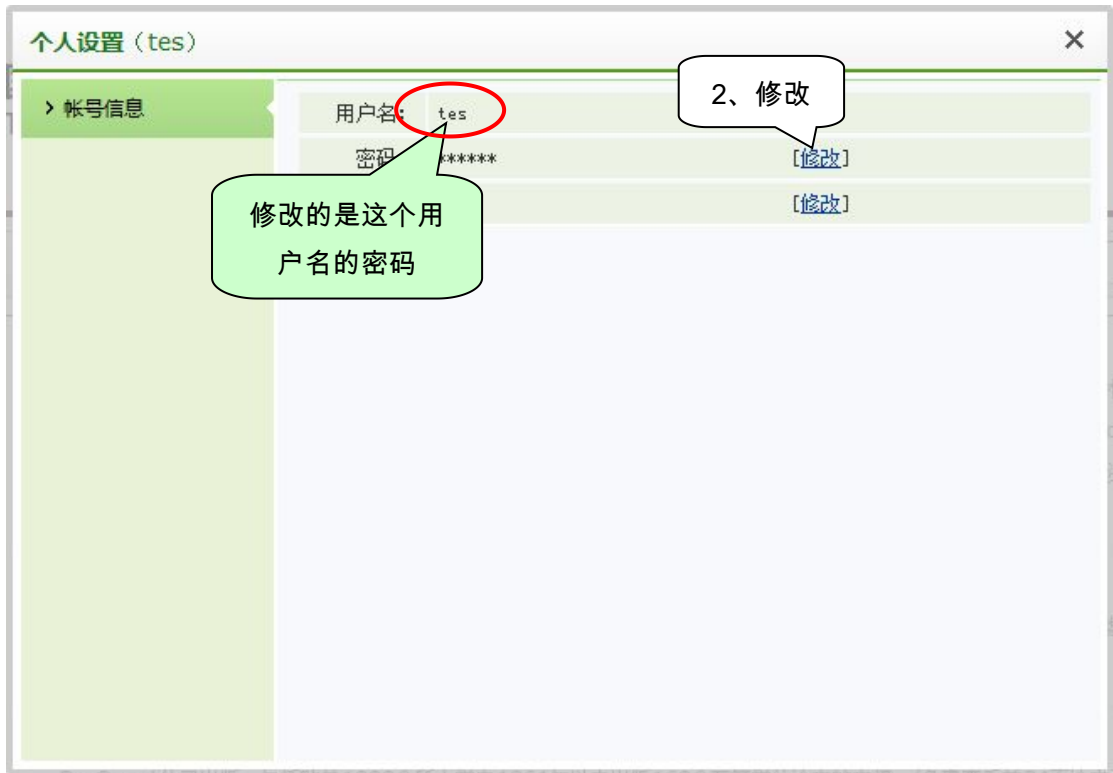 个人设置（tes）
帐号信息
用户名: tes
2、修改
密码 ****** [修改]
[修改]
修改的是这个用
户名的密码